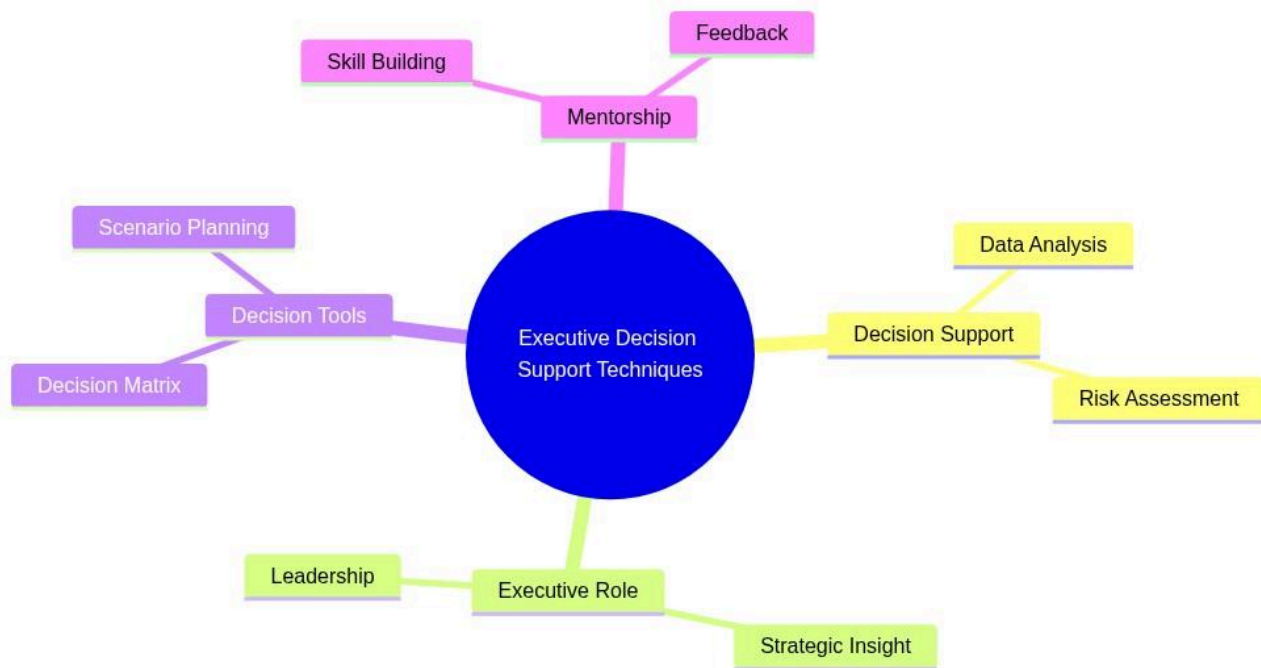 Feedback
Skill Building
Mentorship
Scenario Planning
Data Analysis
Decision Tools
Decision Support
Executive Decision
Support Techniques
Decision Matrix
Risk Assessment
Leadership
Executive Role
Strategic Insight